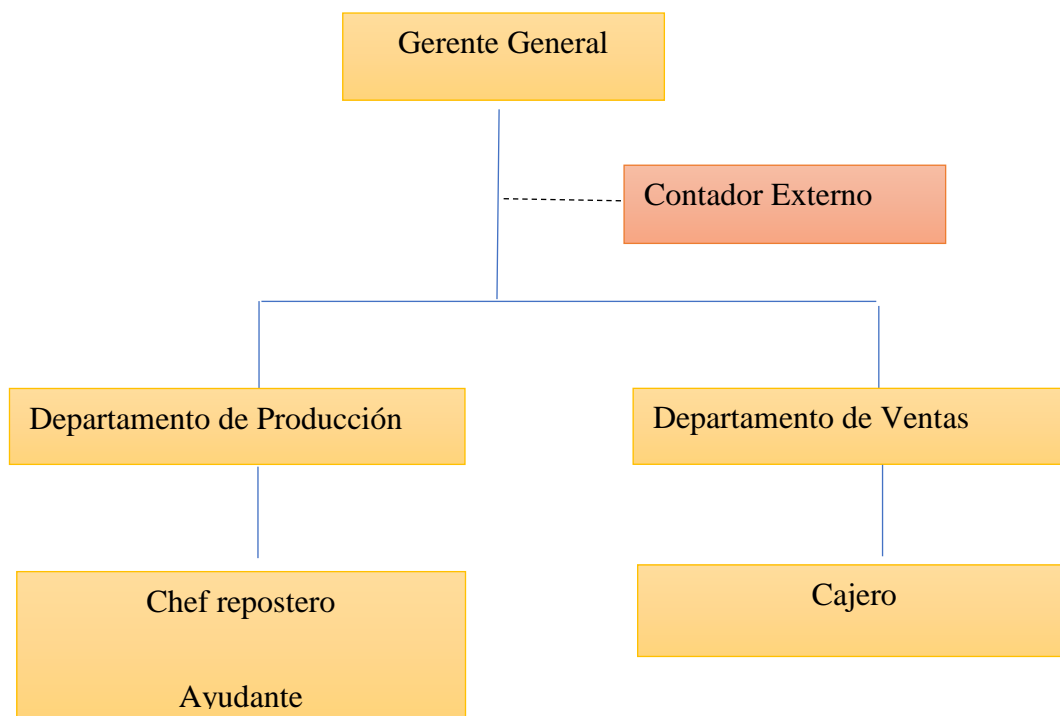 Gerente General
Contador Externo
Departamento de Producción
Departamento de Ventas
Chef repostero
Cajero
Ayudante